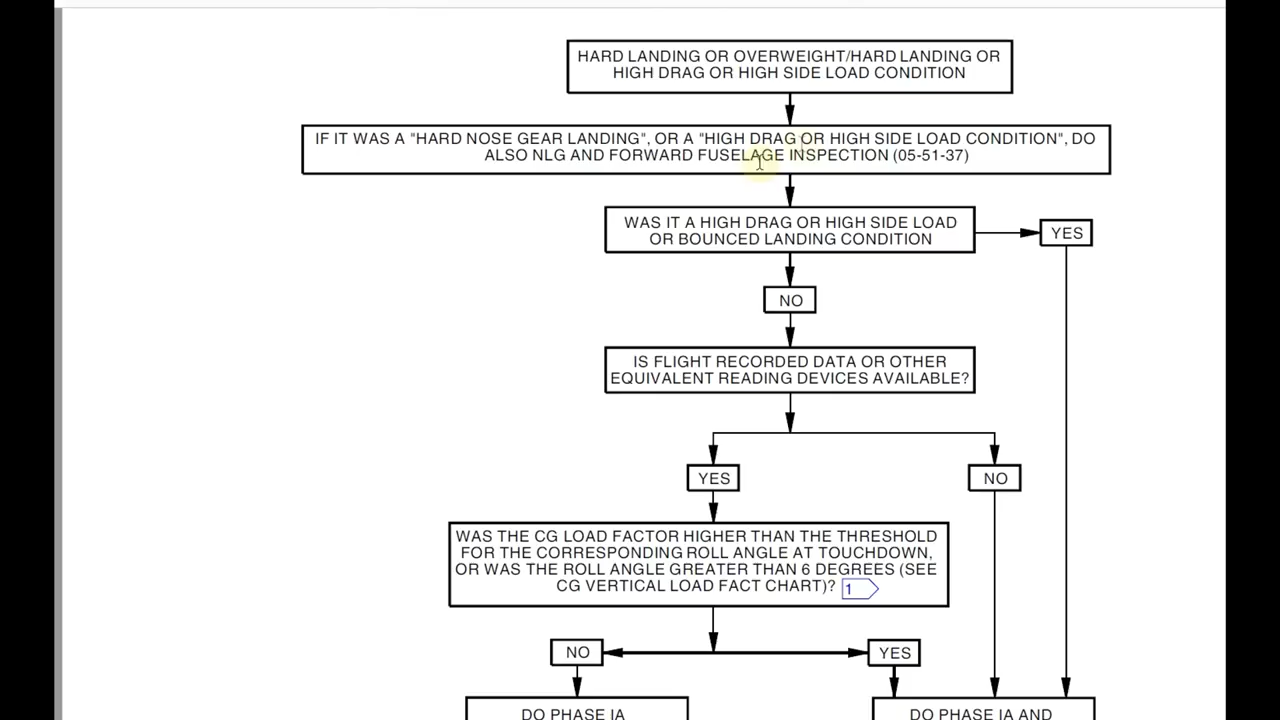 HARD LANDING OR OVERWEIGHT/HARD LANDING OR
HIGH DRAG OR HIGH SIDE LOAD CONDITION
IF IT WAS A "HARD NOSE GEAR LANDING", OR A "HIGH DRAG OR HIGH SIDE LOAD CONDITION", DO
ALSO NLG AND FORWARD FUSELAGE INSPECTION (05-51-37)
WAS IT A HIGH DRAG OR HIGH SIDE LOAD
OR BOUNCED LANDING CONDITION
YES
NO
IS FLIGHT RECORDED DATA OR OTHER
EQUIVALENT READING DEVICES AVAILABLE?
YES
NO
WAS THE CG LOAD FACTOR HIGHER THAN THE THRESHOLD
FOR THE CORRESPONDING ROLL ANGLE AT TOUCHDOWN,
OR WAS THE ROLL ANGLE GREATER THAN 6 DEGREES (SEE
CG VERTICAL LOAD FACT CHART)? 1
NO
YES
DO PHASE IA
DO PHASE IA AND